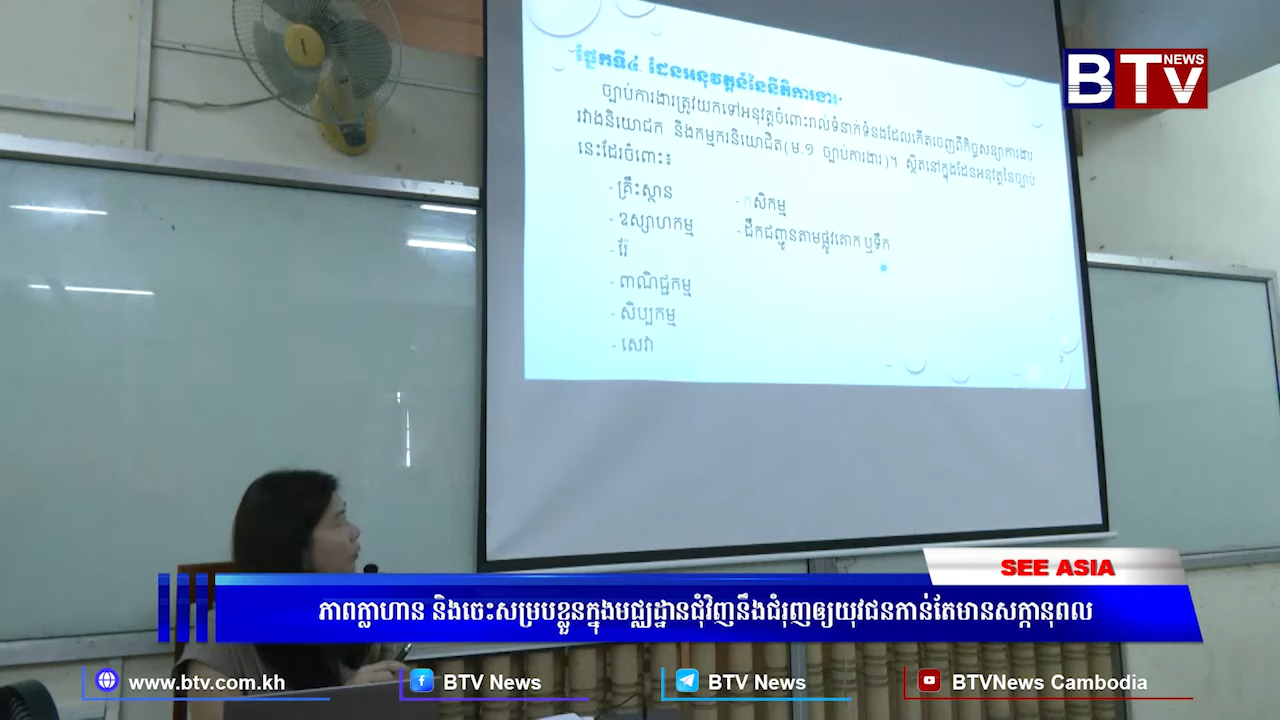 ផ្នែកទី៤. ដែនអនុវត្តន៍នៃនីតិការងារ
ច្បាប់ការងារត្រូវយកទៅអនុវត្តចំពោះរាល់ទំនាក់ទំនងដែលកើតចេញពីកិច្ចសន្យាការងារ
រវាងនិយោជក និងកម្មករនិយោជិត(ម.១ ច្បាប់ការងារ)។ ស្ថិតនៅក្នុងដែនអនុវត្តនៃច្បាប់
នេះដែរចំពោះ៖
- គ្រឹះស្ថាន
- កសិកម្ម
- ឧស្សាហកម្ម
- ដឹកជញ្ជូនតាមផ្លូវគោក ឬទឹក
- រ៉ែ
- ពាណិជ្ជកម្ម
- សិប្បកម្ម
- សេវា
BTV NEWS
SEE ASIA
ភាពក្លាហាន និងចេះសម្របខ្លួនក្នុងមជ្ឈដ្ឋានជុំវិញនឹងជំរុញឲ្យយុវជនកាន់តែមានសក្តានុពល
www.btv.com.kh
BTV News
BTV News
BTVNews Cambodia